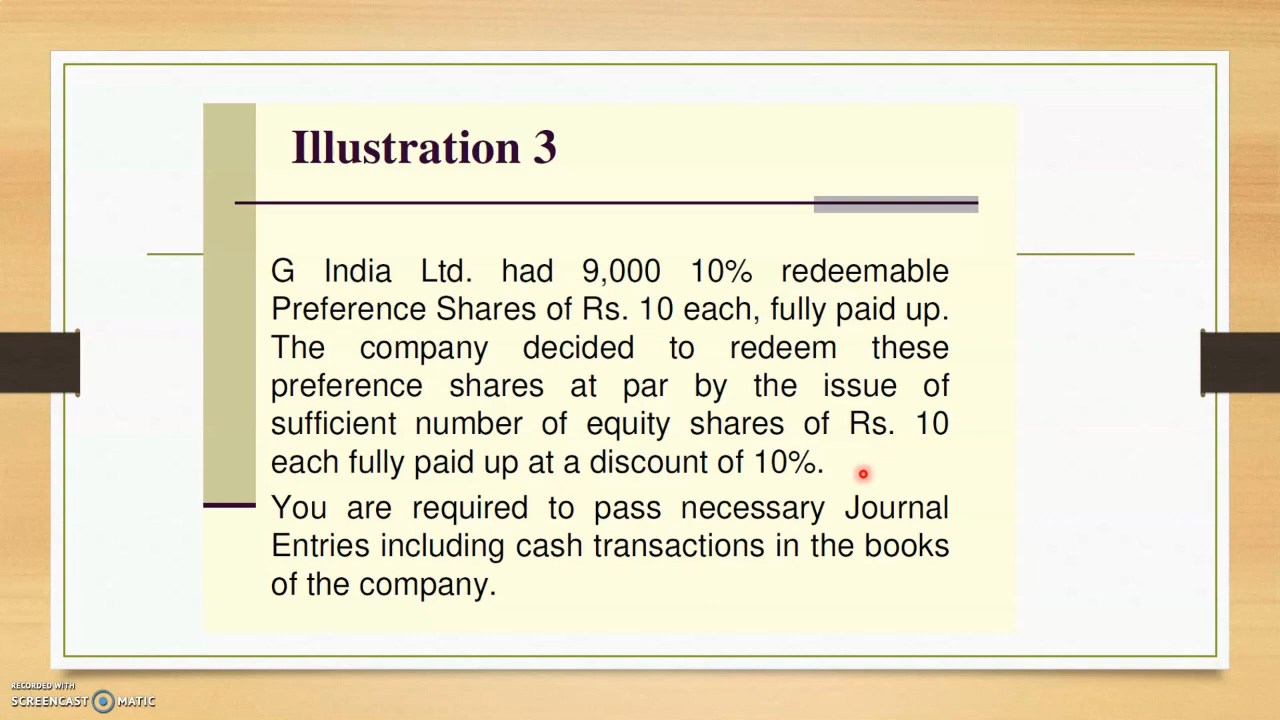 Illustration 3
G India Ltd. had 9,000 10% redeemable
Preference Shares of Rs. 10 each, fully paid up.
The company decided to redeem these
preference shares at par by the issue of
sufficient number of equity shares of Rs. 10
each fully paid up at a discount of 10%.
You are required to pass necessary Journal
Entries including cash transactions in the books
of the company.
RECORDED WITH
SCREENCAST MATIC